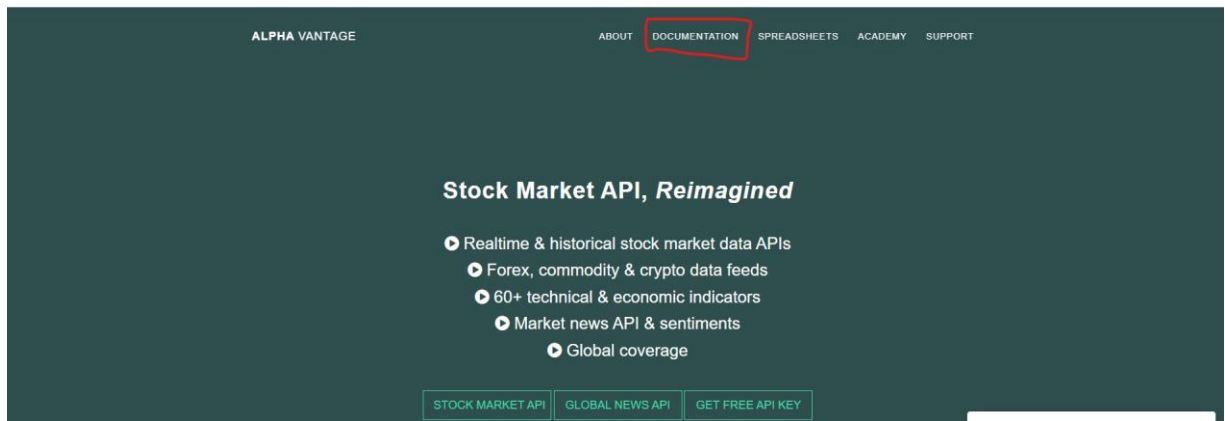 ALPHA VANTAGE
ABOUT DOCUMENTATION SPREADSHEETS ACADEMY SUPPORT
Stock Market API, Reimagined
Realtime & historical stock market data APIs
Forex, commodity & crypto data feeds
60+ technical & economic indicators
Market news API & sentiments
Global coverage
STOCK MARKET API GLOBAL NEWS API GET FREE API KEY